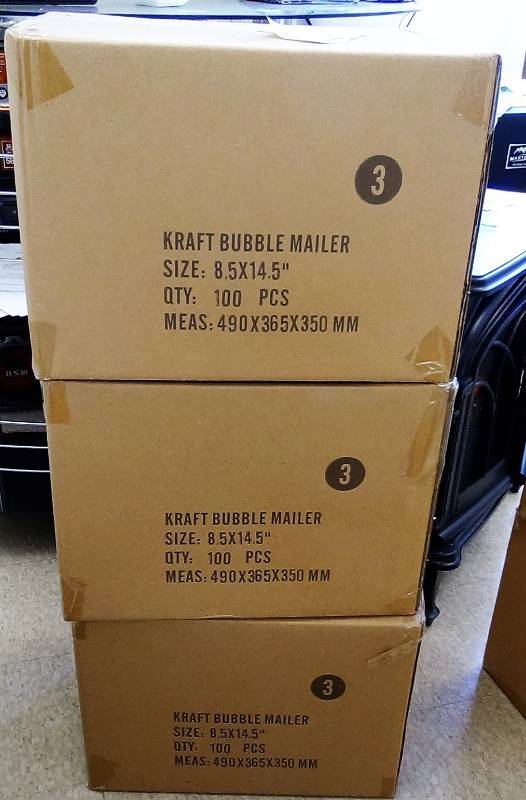 3
KRAFT BUBBLE MAILER
SIZE: 8.5X14.5"
QTY: 100 PCS
MEAS: 490X365X350 MM
3
KRAFT BUBBLE MAILER
SIZE: 8.5X14.5"
QTY: 100 PCS
MEAS: 490X365X350 MM
3
KRAFT BUBBLE MAILER
SIZE: 8.5X14.5"
QTY: 100 PCS
MEAS: 490X365X350 MM